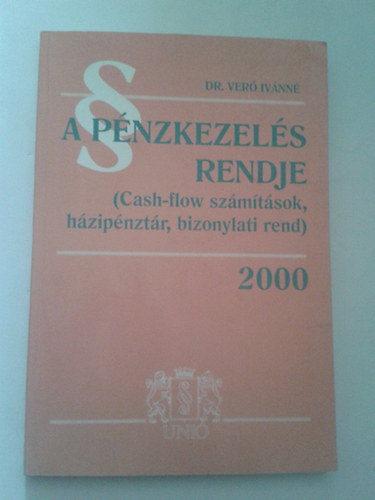 §
DR. VERŐ IVÁNNÉ
A PÉNZKEZELÉS
RENDJE
(Cash-flow számítások,
házipénztár, bizonylati rend)
2000
UNIÓ